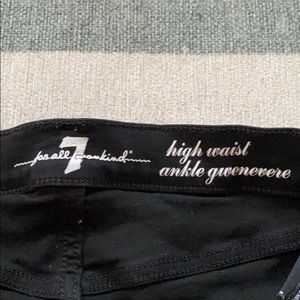 7 for all mankind®
high waist
ankle gwenevere